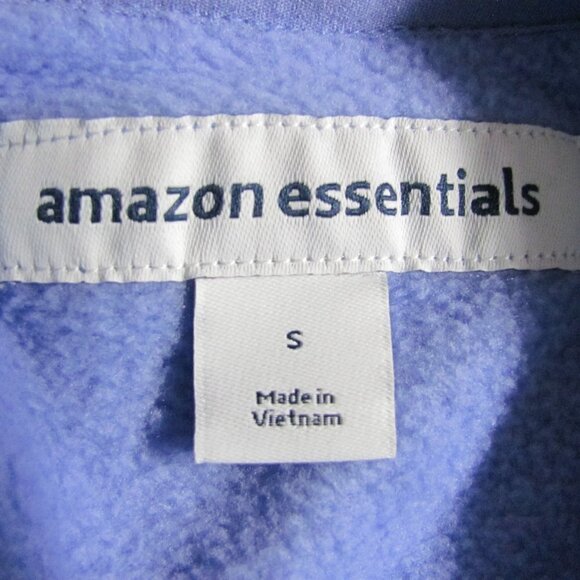 amazon essentials
S
Made in
Vietnam